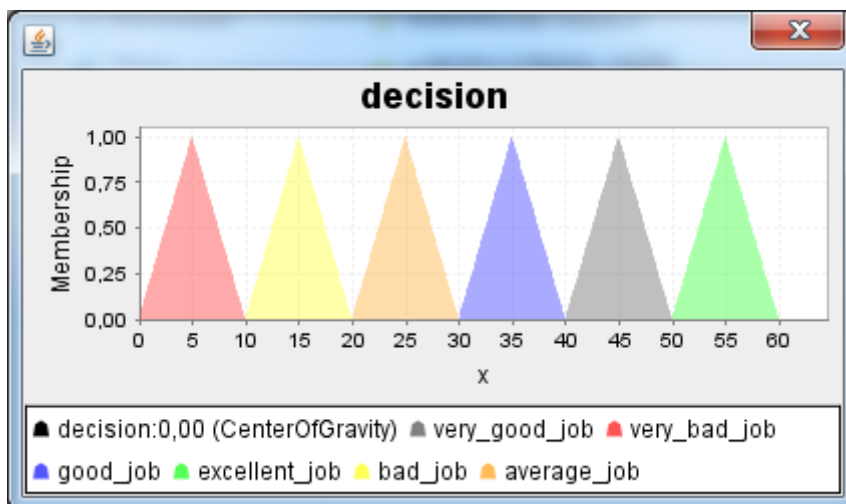 decision
Membership
1,00
0,75
0,50
0,25
0,00
0 5 10 15 20 25 30 35 40 45 50 55 60
x
decision:0,00 (CenterOfGravity) very_good_job very_bad_job
good_job excellent_job bad_job average_job